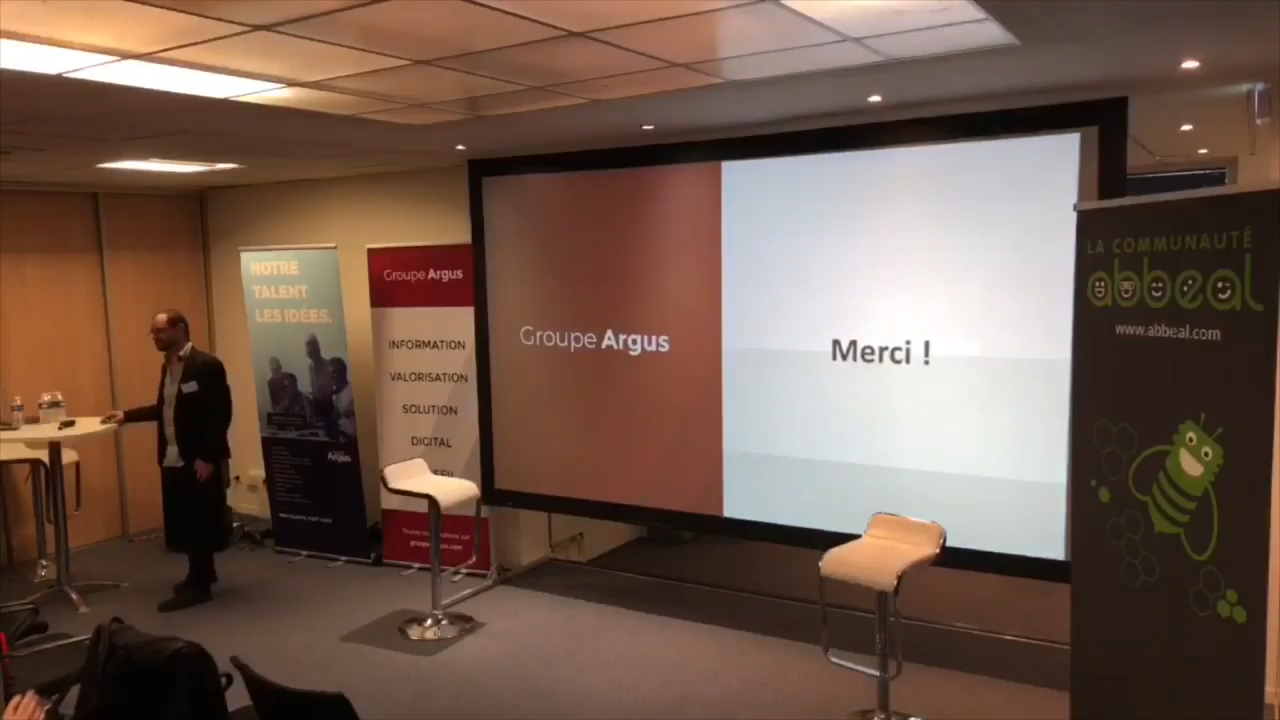 NOTRE
TALENT
LES IDÉES.
Argus
Groupe Argus
INFORMATION
VALORISATION
SOLUTION
DIGITAL
Groupe Argus
Merci !
LA COMMUNAUTÉ
abbeal
www.abbeal.com